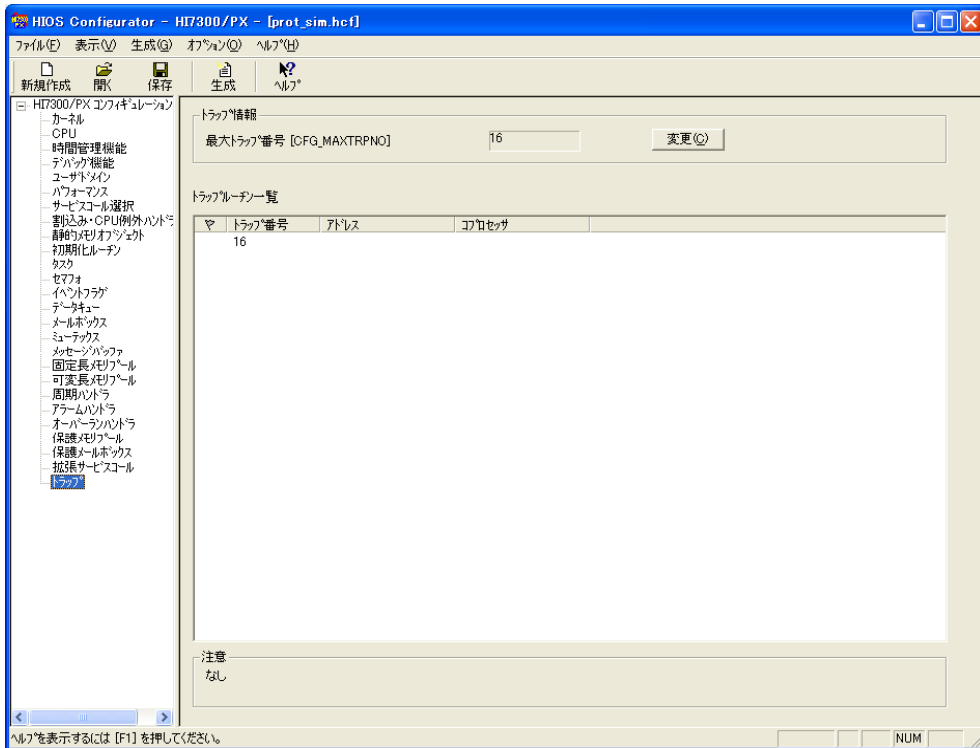 HIOS Configurator - HI7300/PX - [prot_sim.hcf]
ファイル(F) 表示(V) 生成(G) オプション(O) ヘルプ(H)
新規作成 開く 保存 生成 ヘルプ
HI7300/PX コンフィギュレーション
カーネル
CPU
時間管理機能
デバッグ機能
ユーザドメイン
パフォーマンス
サービスコール選択
割込み・CPU例外ハンドラ
静的メモリオブジェクト
初期化ルーチン
タスク
セマフォ
イベントフラグ
データキュー
メールボックス
ミューテックス
メッセージバッファ
固定長メモリプール
可変長メモリプール
周期ハンドラ
アラームハンドラ
オーバーランハンドラ
保護メモリプール
保護メールボックス
拡張サービスコール
トラップ
トラップ情報
最大トラップ番号 [CFG_MAXTRPNO] 16 変更(C)
トラップルーチン一覧
トラップ番号 アドレス コプロセッサ
16
注意
なし
ヘルプを表示するには [F1] を押してください。 NUM